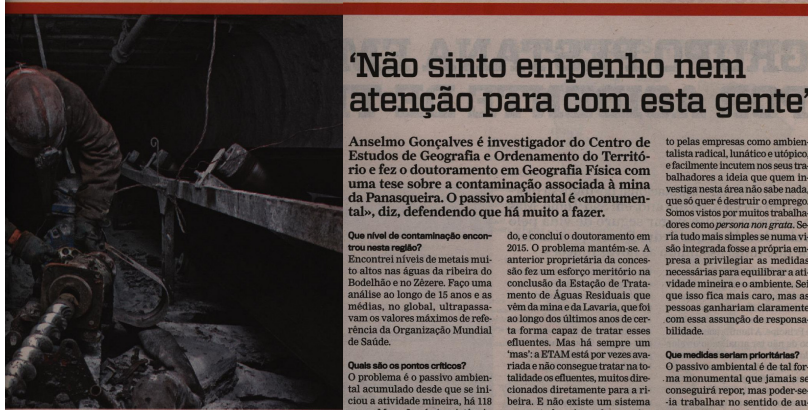 ‘Não sinto empenho nem
atenção para com esta gente’
Anselmo Gonçalves é investigador do Centro de
Estudos de Geografia e Ordenamento do Territó-
rio e fez o doutoramento em Geografia Física com
uma tese sobre a contaminação associada à mina
da Panasqueira. O passivo ambiental é «monumen-
tal», diz, defendendo que há muito a fazer.
Que nível de contaminação encon-
trou nesta região?
Encontrei níveis de metais mui-
to altos nas águas da ribeira do
Bodelhão e no Zêzere. Faço uma
análise ao longo de 15 anos e as
médias, no global, ultrapassa-
vam os valores máximos de refe-
rência da Organização Mundial
de Saúde.
Quais são os pontos críticos?
O problema é o passivo ambien-
tal acumulado desde que se ini-
ciou a atividade mineira, há 118
do, e concluí o doutoramento em
2015. O problema mantém-se. A
anterior proprietária da conces-
são fez um esforço meritório na
conclusão da Estação de Trata-
mento de Águas Residuais que
vêm da mina e da Lavaria, que foi
ao longo dos últimos anos de cer-
ta forma capaz de tratar esses
efluentes. Mas há sempre um
‘mas’: a ETAM está por vezes ava-
riada e não consegue tratar na to-
talidade os efluentes, muitos dire-
cionados diretamente para a ri-
beira. E não existe um sistema
to pelas empresas como ambien-
talista radical, lunático e utópico,
e facilmente incutem nos seus tra-
balhadores a ideia que quem in-
vestiga nesta área não sabe nada,
que só quer é destruir o emprego.
Somos vistos por muitos trabalha-
dores como persona non grata. Se-
ria tudo mais simples se numa vi-
são integrada fosse a própria em-
presa a privilegiar as medidas
necessárias para equilibrar a ati-
vidade mineira e o ambiente. Sei
que isso fica mais caro, mas as
pessoas ganhariam claramente
com essa assunção de responsa-
bilidade.
Que medidas seriam prioritárias?
O passivo ambiental é de tal for-
ma monumental que jamais se
conseguirá repor, mas poder-se-
-ia trabalhar no sentido de au